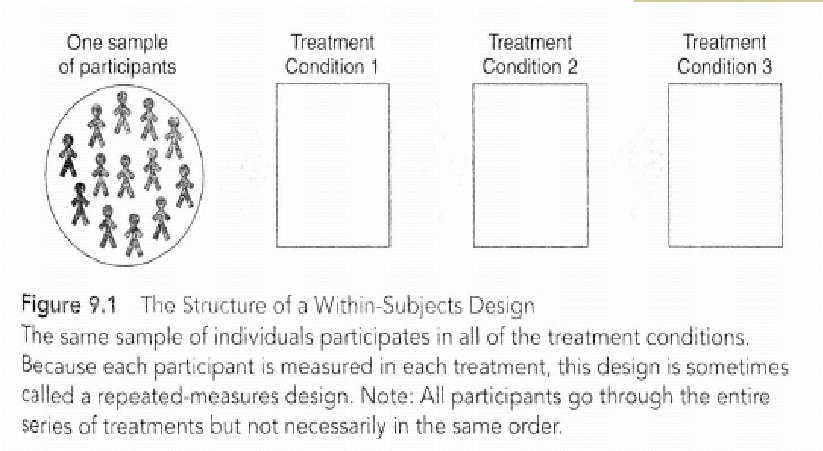 One sample
of participants
Treatment
Condition 1
Treatment
Condition 2
Treatment
Condition 3
Figure 9.1 The Structure of a Within-Subjects Design
The same sample of individuals participates in all of the treatment conditions.
Because each participant is measured in each treatment, this design is sometimes
called a repeated-measures design. Note: All participants go through the entire
series of treatments but not necessarily in the same order.